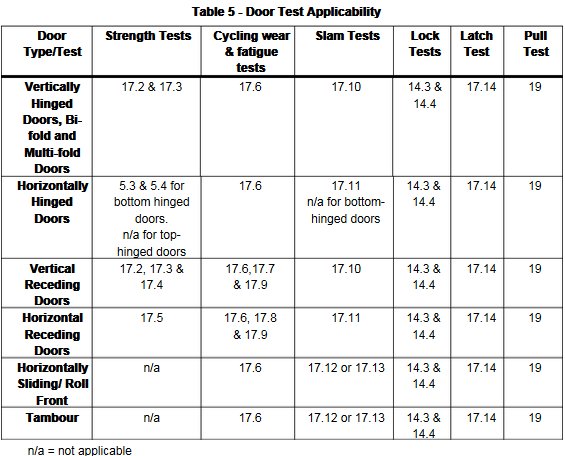 Table 5 - Door Test Applicability
Door Type/Test | Strength Tests | Cycling wear & fatigue tests | Slam Tests | Lock Tests | Latch Test | Pull Test
Vertically Hinged Doors, Bi-fold and Multi-fold Doors | 17.2 & 17.3 | 17.6 | 17.10 | 14.3 & 14.4 | 17.14 | 19
Horizontally Hinged Doors | 5.3 & 5.4 for bottom hinged doors. n/a for top-hinged doors | 17.6 | 17.11 n/a for bottom-hinged doors | 14.3 & 14.4 | 17.14 | 19
Vertical Receding Doors | 17.2, 17.3 & 17.4 | 17.6,17.7 & 17.9 | 17.10 | 14.3 & 14.4 | 17.14 | 19
Horizontal Receding Doors | 17.5 | 17.6, 17.8 & 17.9 | 17.11 | 14.3 & 14.4 | 17.14 | 19
Horizontally Sliding/ Roll Front | n/a | 17.6 | 17.12 or 17.13 | 14.3 & 14.4 | 17.14 | 19
Tambour | n/a | 17.6 | 17.12 or 17.13 | 14.3 & 14.4 | 17.14 | 19
n/a = not applicable